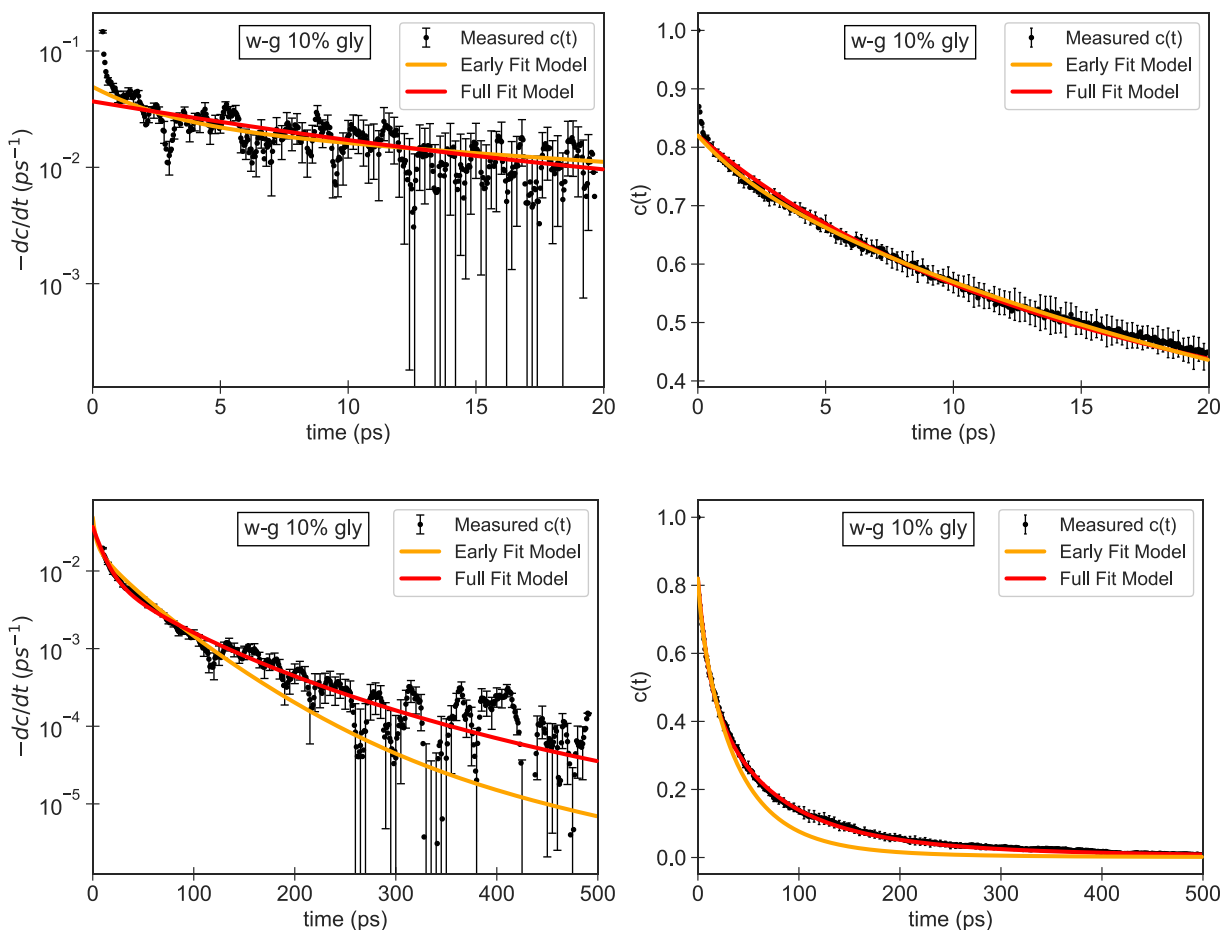 w-g 10% gly
Measured c(t)
Early Fit Model
Full Fit Model
−dc/dt (ps⁻¹)
10⁻¹
10⁻²
10⁻³
0 5 10 15 20
time (ps)
w-g 10% gly
Measured c(t)
Early Fit Model
Full Fit Model
c(t)
1.0
0.9
0.8
0.7
0.6
0.5
0.4
0 5 10 15 20
time (ps)
w-g 10% gly
Measured c(t)
Early Fit Model
Full Fit Model
−dc/dt (ps⁻¹)
10⁻²
10⁻³
10⁻⁴
10⁻⁵
0 100 200 300 400 500
time (ps)
w-g 10% gly
Measured c(t)
Early Fit Model
Full Fit Model
c(t)
1.0
0.8
0.6
0.4
0.2
0.0
0 100 200 300 400 500
time (ps)